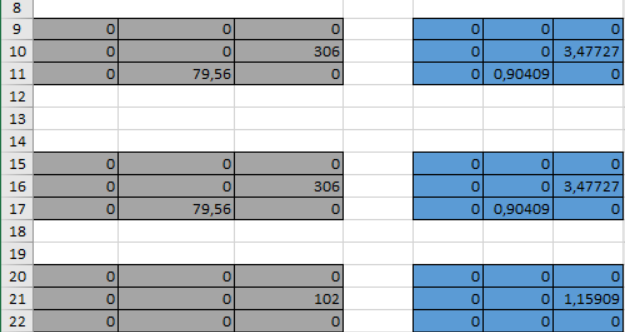 8
9 0 0 0 0 0 0
10 0 0 306 0 0 3,47727
11 0 79,56 0 0 0,90409 0
12
13
14
15 0 0 0 0 0 0
16 0 0 306 0 0 3,47727
17 0 79,56 0 0 0,90409 0
18
19
20 0 0 0 0 0 0
21 0 0 102 0 0 1,15909
22 0 0 0 0 0 0